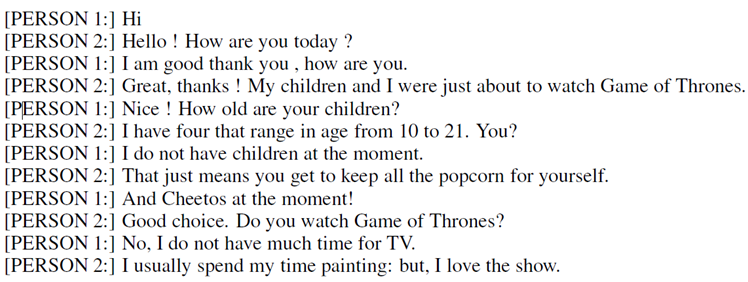 [PERSON 1:] Hi
[PERSON 2:] Hello ! How are you today ?
[PERSON 1:] I am good thank you , how are you.
[PERSON 2:] Great, thanks ! My children and I were just about to watch Game of Thrones.
[PERSON 1:] Nice ! How old are your children?
[PERSON 2:] I have four that range in age from 10 to 21. You?
[PERSON 1:] I do not have children at the moment.
[PERSON 2:] That just means you get to keep all the popcorn for yourself.
[PERSON 1:] And Cheetos at the moment!
[PERSON 2:] Good choice. Do you watch Game of Thrones?
[PERSON 1:] No, I do not have much time for TV.
[PERSON 2:] I usually spend my time painting: but, I love the show.